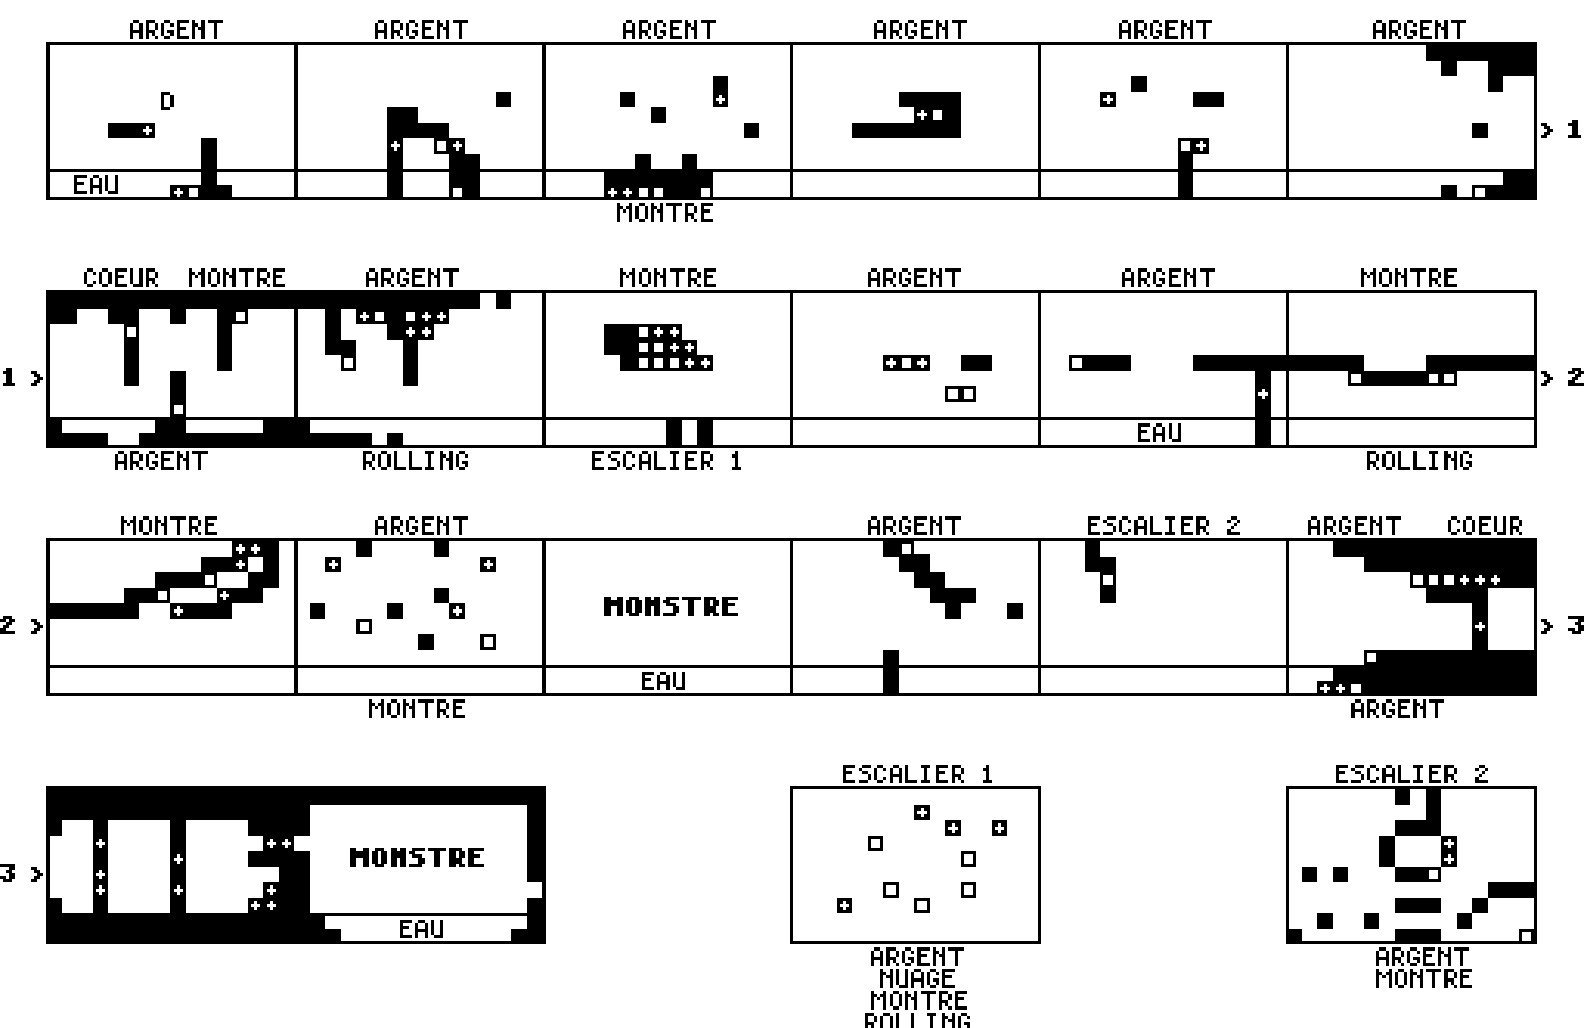 ARGENT ARGENT ARGENT ARGENT ARGENT ARGENT
D
> 1
EAU
MONTRE
COEUR MONTRE ARGENT MONTRE ARGENT ARGENT MONTRE
1 > > 2
EAU
ARGENT ROLLING ESCALIER 1 ROLLING
MONTRE ARGENT ARGENT ESCALIER 2 ARGENT COEUR
MONSTRE
2 > > 3
EAU
MONTRE ARGENT
ESCALIER 1 ESCALIER 2
MONSTRE
3 >
EAU
ARGENT ARGENT
NUAGE MONTRE
MONTRE
ROLLING